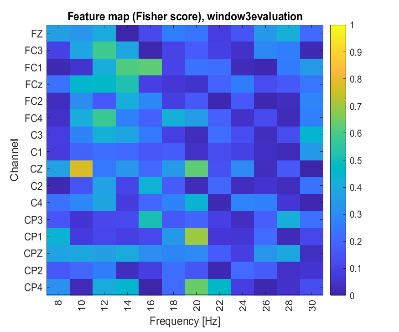 Feature map (Fisher score), window3evaluation
Channel
FZ
FC3
FC1
FCz
FC2
FC4
C3
C1
CZ
C2
C4
CP3
CP1
CPZ
CP2
CP4
8 10 12 14 16 18 20 22 24 26 28 30
Frequency [Hz]
1
0.9
0.8
0.7
0.6
0.5
0.4
0.3
0.2
0.1
0